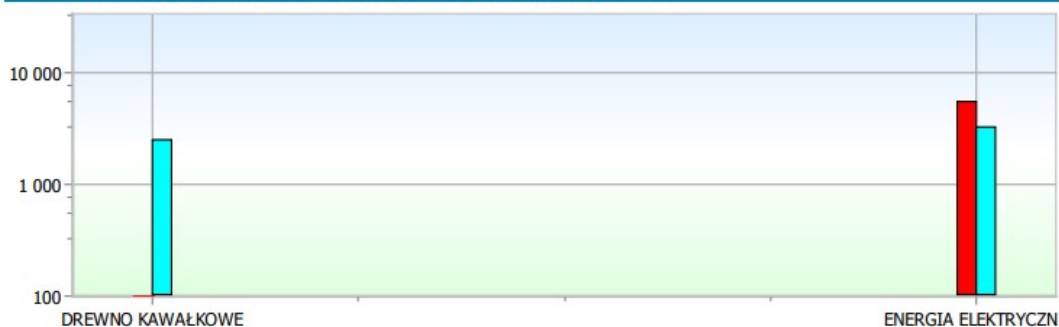 10 000
1 000
100
DREWNO KAWAŁKOWE
ENERGIA ELEKTRYCZN